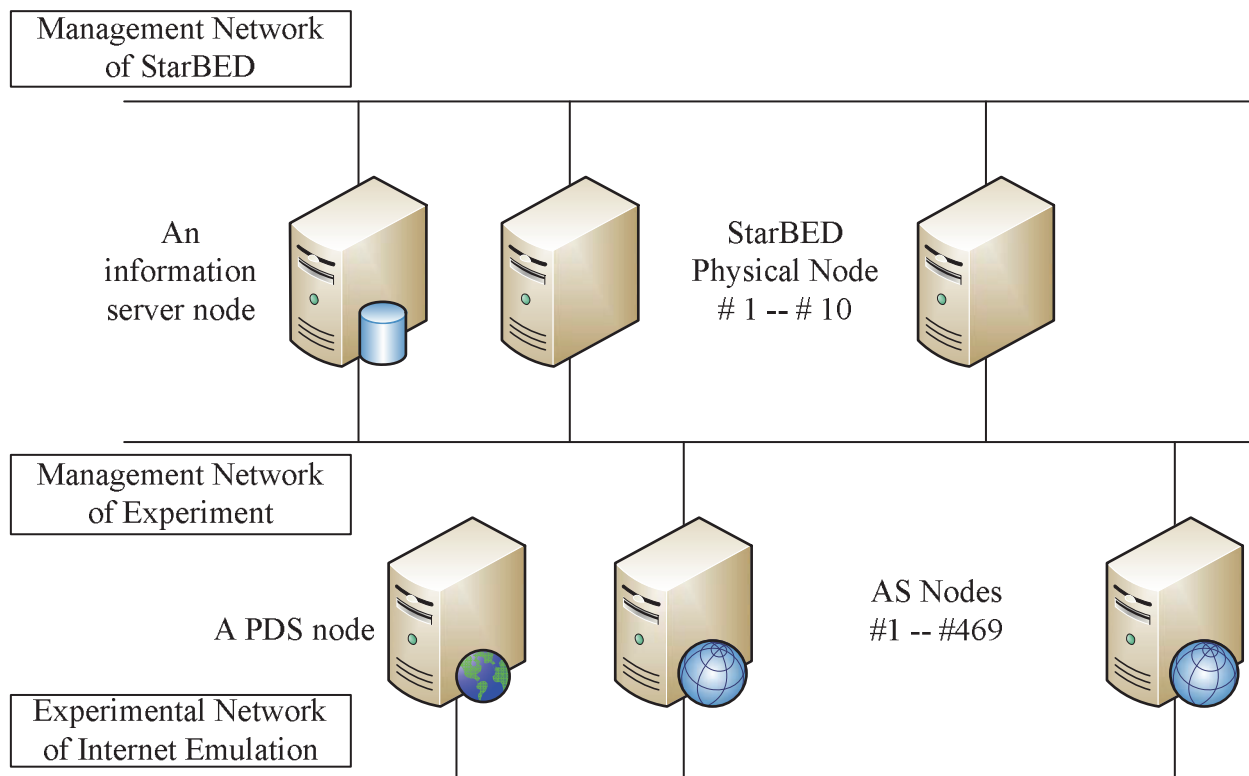 Management Network
of StarBED
An
information
server node
StarBED
Physical Node
# 1 -- # 10
Management Network
of Experiment
A PDS node
AS Nodes
#1 -- #469
Experimental Network
of Internet Emulation